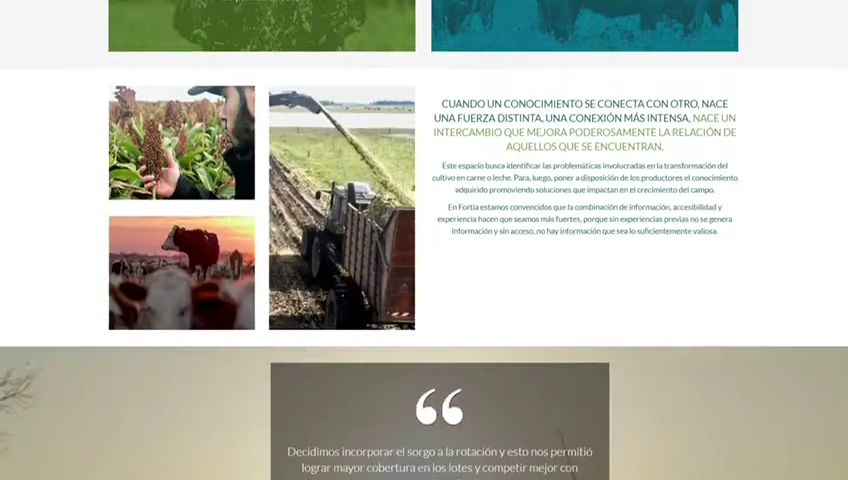 CUANDO UN CONOCIMIENTO SE CONECTA CON OTRO, NACE
UNA FUERZA DISTINTA, UNA CONEXIÓN MÁS INTENSA, NACE UN
INTERCAMBIO QUE MEJORA PODEROSAMENTE LA RELACIÓN DE
AQUELLOS QUE SE ENCUENTRAN.
Este espacio busca identificar las problemáticas involucradas en la transformación del
cultivo en carne o leche. Para, luego, poner a disposición de los productores el conocimiento
adquirido promoviendo soluciones que impactan en el crecimiento del campo.
En Fortia estamos convencidos que la combinación de información, accesibilidad y
experiencia hacen que seamos más fuertes, porque sin experiencias previas no se genera
información y sin acceso, no hay información que sea lo suficientemente valiosa.
“
Decidimos incorporar el sorgo a la rotación y esto nos permitió
lograr mayor cobertura en los lotes y competir mejor con